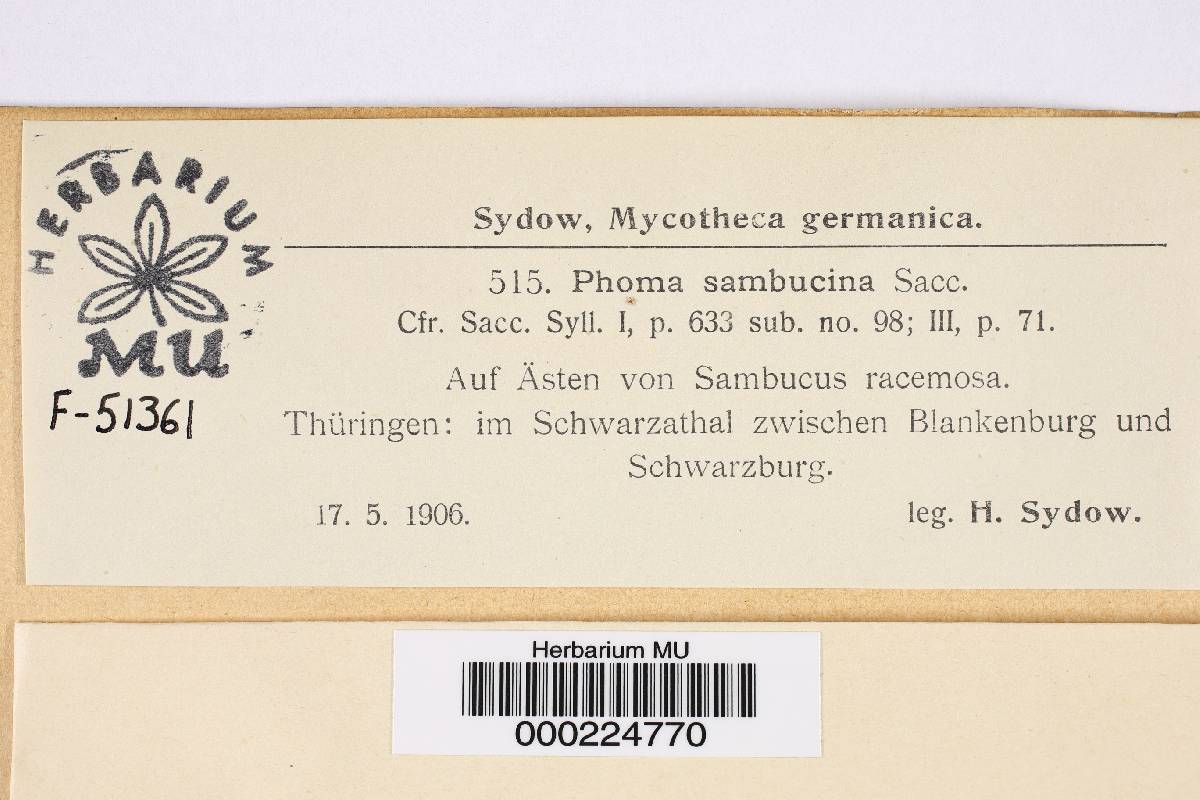 HERBARIUM
MU
F-51361
Sydow, Mycotheca germanica.
515. Phoma sambucina Sacc.
Cfr. Sacc. Syll. I, p. 633 sub. no. 98; III, p. 71.
Auf Ästen von Sambucus racemosa.
Thüringen: im Schwarzathal zwischen Blankenburg und
Schwarzburg.
17. 5. 1906. leg. H. Sydow.
Herbarium MU
000224770